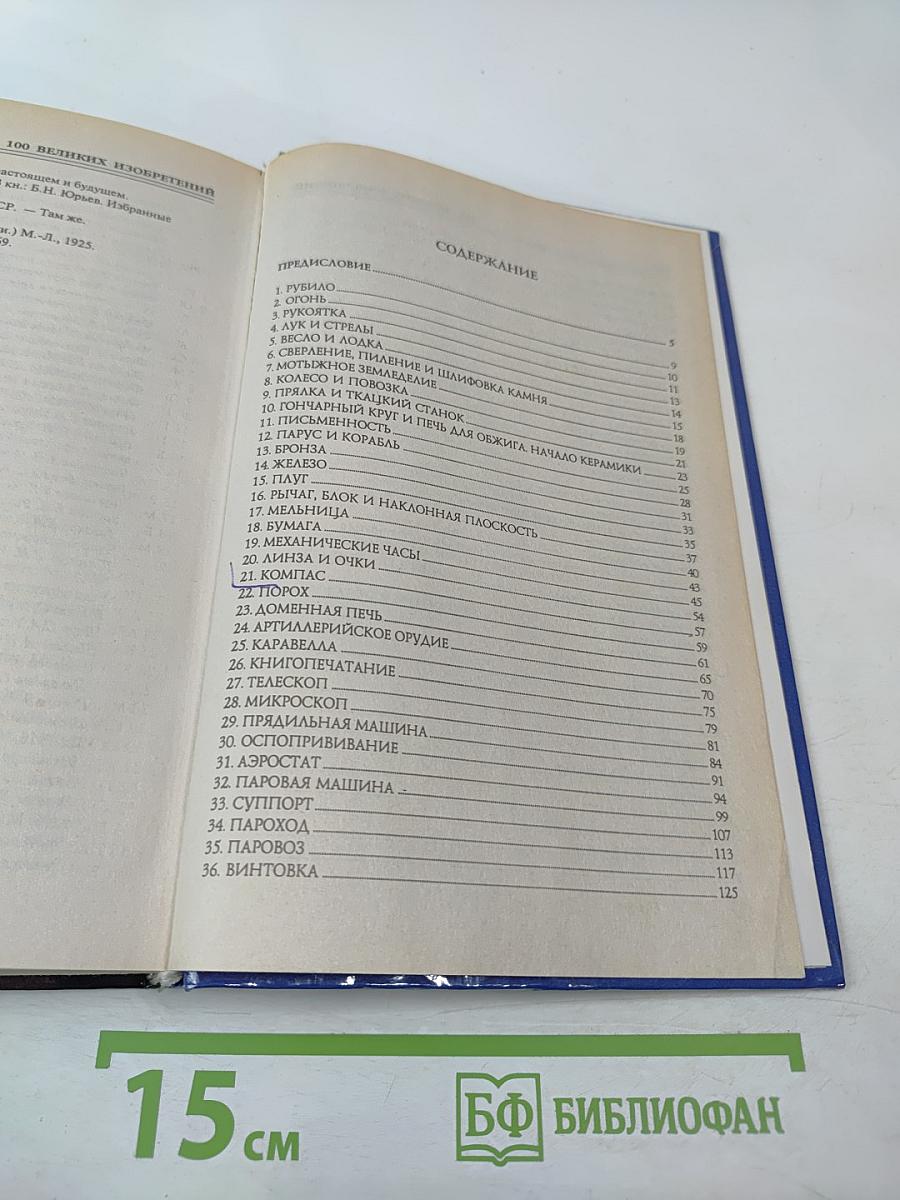 100 ВЕЛИКИХ ИЗОБРЕТЕНИЙ
настоящем и будущем.
кн.: Б.Н. Юрьев. Избранные
СР. — Там же.
и.) М.-Л., 1925.
59.
СОДЕРЖАНИЕ
ПРЕДИСЛОВИЕ 5
1. РУБИЛО 9
2. ОГОНЬ 10
3. РУКОЯТКА 11
4. ЛУК И СТРЕЛЫ 13
5. ВЕСЛО И ЛОДКА 14
6. СВЕРЛЕНИЕ, ПИЛЕНИЕ И ШЛИФОВКА КАМНЯ 15
7. МОТЫЖНОЕ ЗЕМЛЕДЕЛИЕ 18
8. КОЛЕСО И ПОВОЗКА 19
9. ПРЯЛКА И ТКАЦКИЙ СТАНОК 21
10. ГОНЧАРНЫЙ КРУГ И ПЕЧЬ ДЛЯ ОБЖИГА. НАЧАЛО КЕРАМИКИ 23
11. ПИСЬМЕННОСТЬ 25
12. ПАРУС И КОРАБЛЬ 28
13. БРОНЗА 31
14. ЖЕЛЕЗО 33
15. ПЛУГ 35
16. РЫЧАГ, БЛОК И НАКЛОННАЯ ПЛОСКОСТЬ 37
17. МЕЛЬНИЦА 40
18. БУМАГА 43
19. МЕХАНИЧЕСКИЕ ЧАСЫ 45
20. ЛИНЗА И ОЧКИ 54
21. КОМПАС 57
22. ПОРОХ 59
23. ДОМЕННАЯ ПЕЧЬ 61
24. АРТИЛЛЕРИЙСКОЕ ОРУДИЕ 65
25. КАРАВЕЛЛА 70
26. КНИГОПЕЧАТАНИЕ 75
27. ТЕЛЕСКОП 79
28. МИКРОСКОП 81
29. ПРЯДИЛЬНАЯ МАШИНА 84
30. ОСПОПРИВИВАНИЕ 91
31. АЭРОСТАТ 94
32. ПАРОВАЯ МАШИНА 99
33. СУППОРТ 107
34. ПАРОХОД 113
35. ПАРОВОЗ 117
36. ВИНТОВКА 125
15 СМ
БФ БИБЛИОФАН